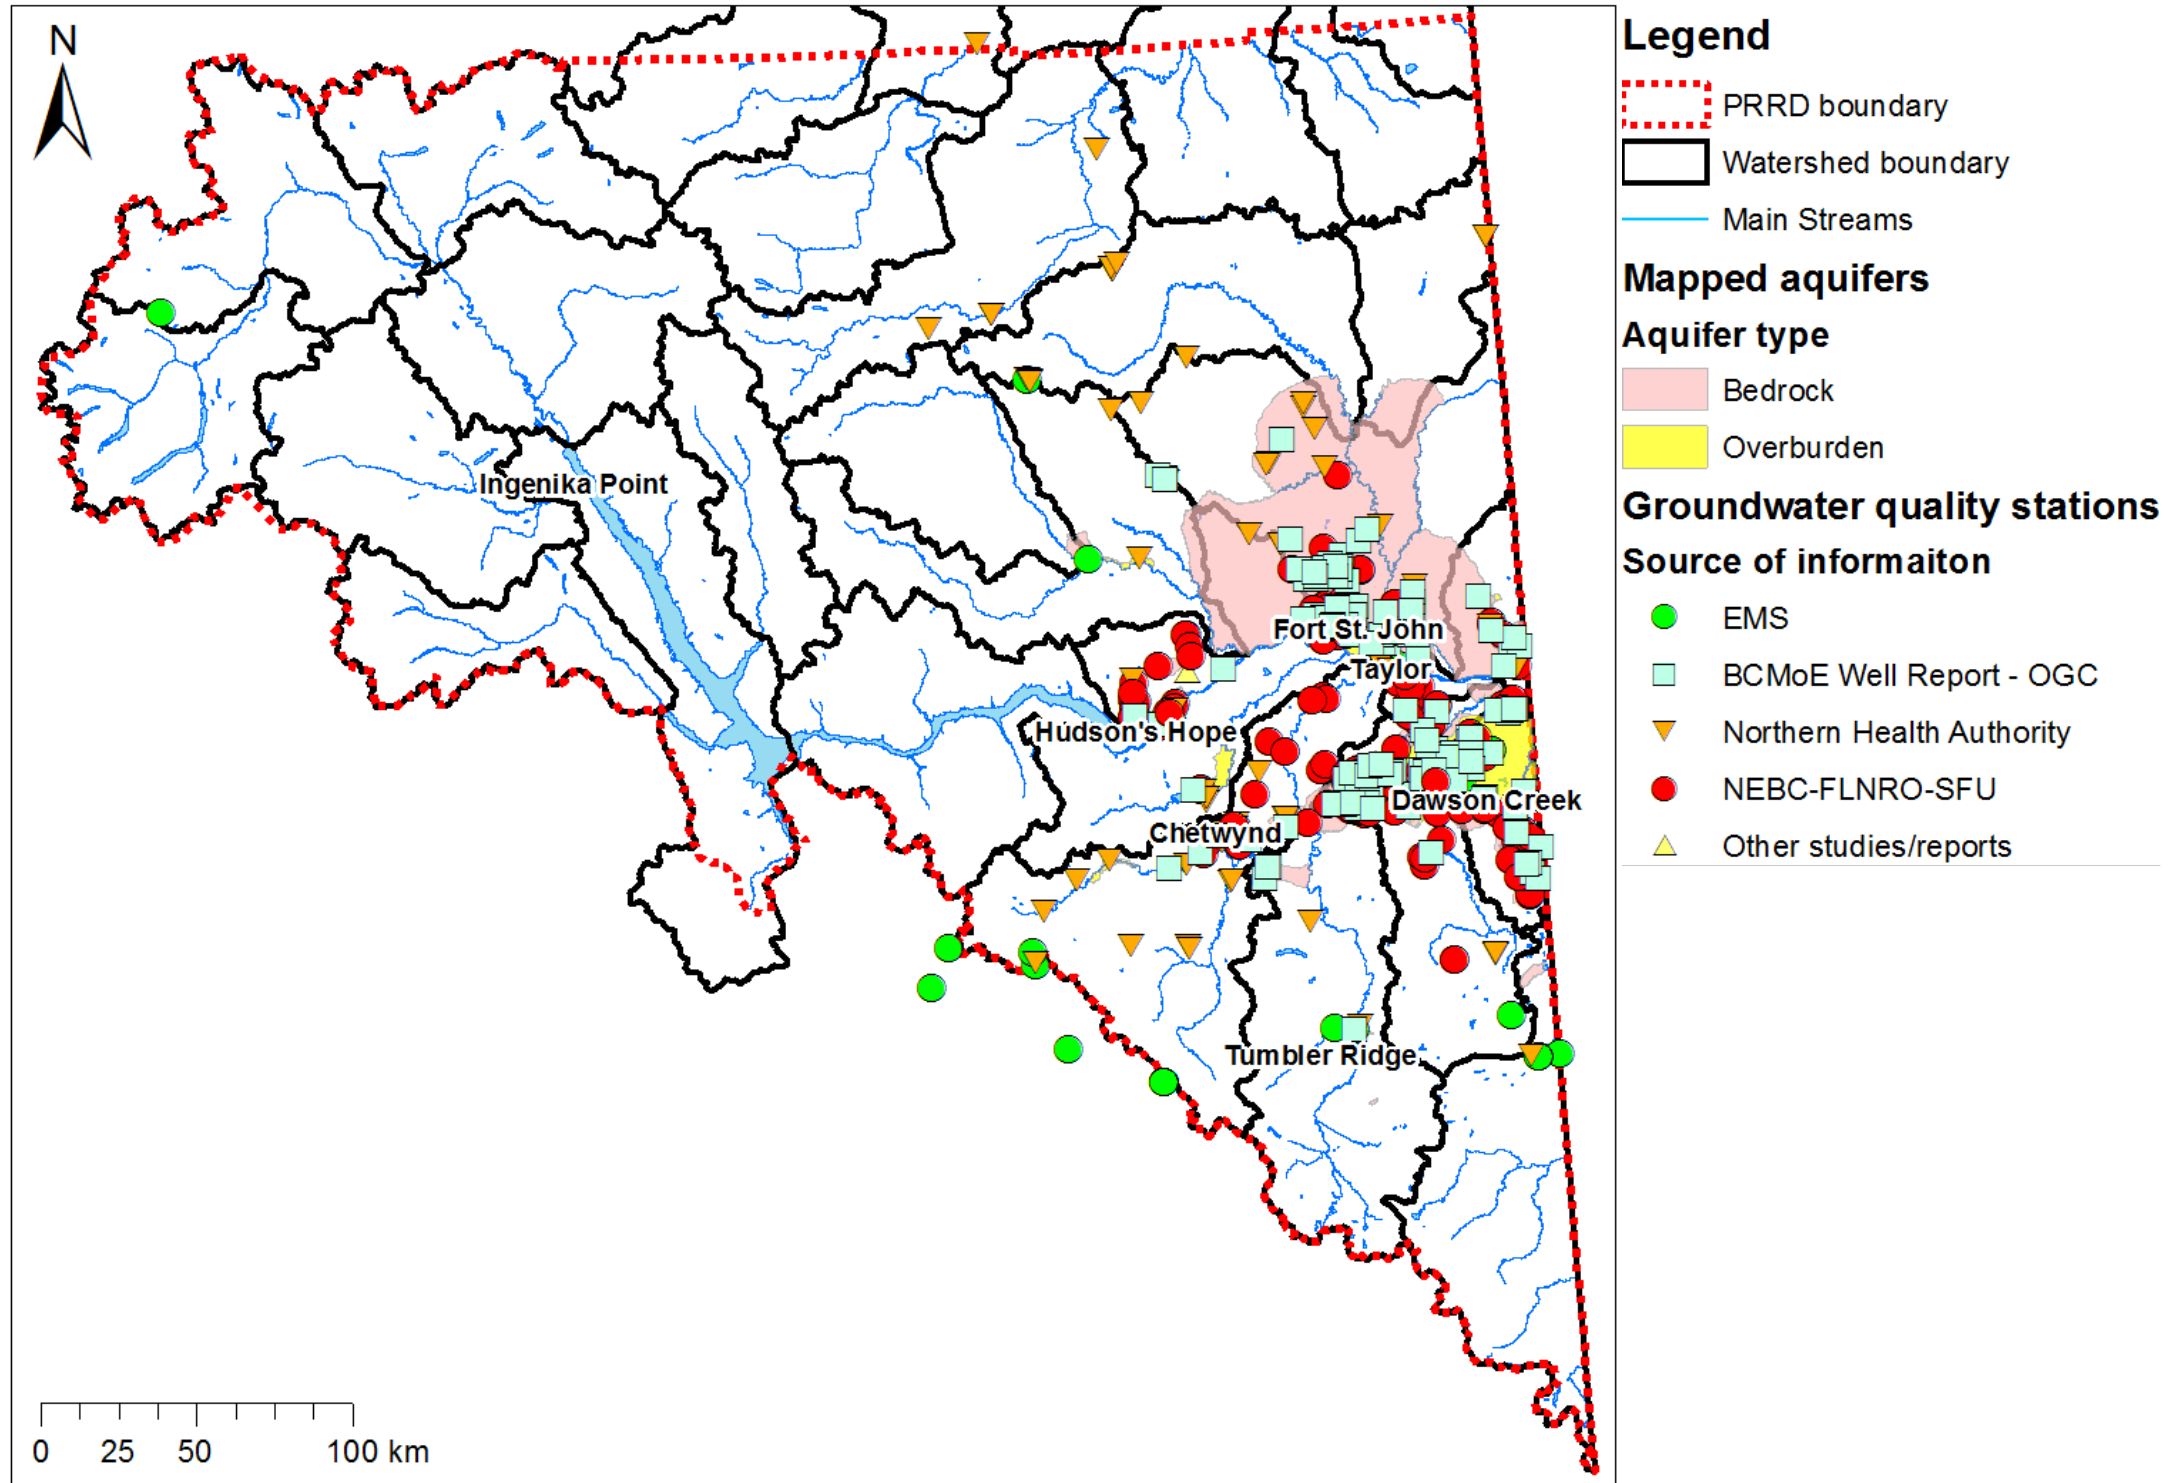 N
Ingenika Point
Fort St. John
Taylor
Hudson's Hope
Dawson Creek
Chetwynd
Tumbler Ridge
0 25 50 100 km
Legend
PRRD boundary
Watershed boundary
Main Streams
Mapped aquifers
Aquifer type
Bedrock
Overburden
Groundwater quality stations
Source of informaiton
EMS
BCMoE Well Report - OGC
Northern Health Authority
NEBC-FLNRO-SFU
Other studies/reports